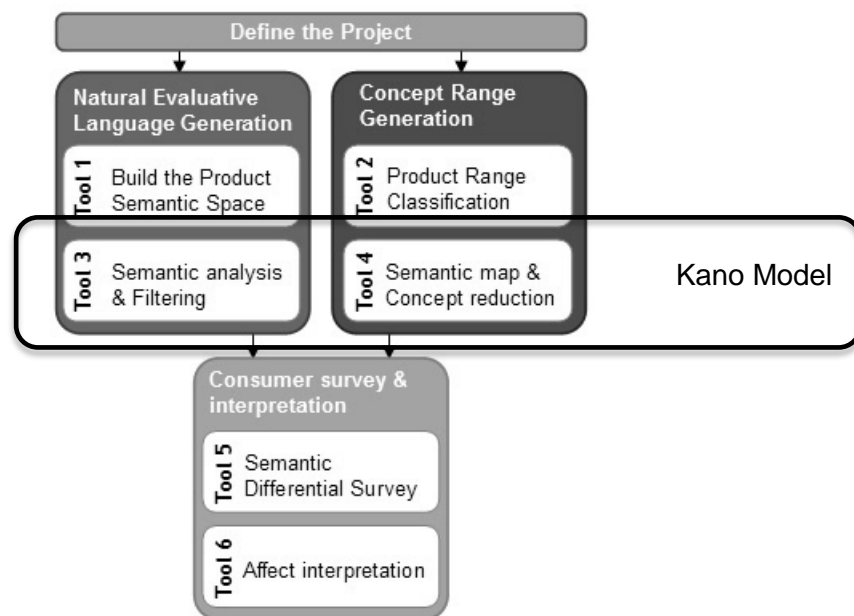 Define the Project
Natural Evaluative
Language Generation
Tool 1
Build the Product
Semantic Space
Tool 3
Semantic analysis
& Filtering
Concept Range
Generation
Tool 2
Product Range
Classification
Tool 4
Semantic map &
Concept reduction
Kano Model
Consumer survey &
interpretation
Tool 5
Semantic
Differential Survey
Tool 6
Affect interpretation